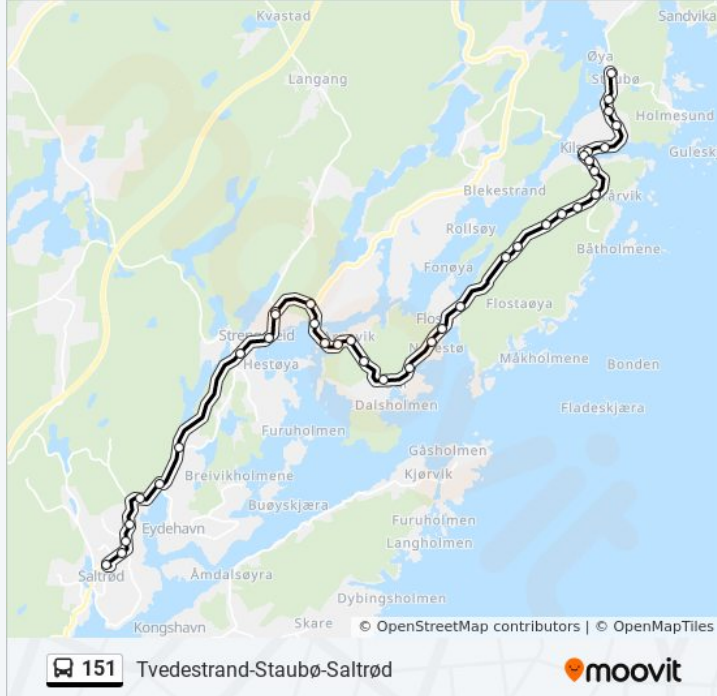 Kvastad
Sandvika
Øya
Staubø
Langang
Holmesund
Gulesk
Blekestrand
Rollsøy
Båtholmene
Fonøya
Flostaøya
Hestøya
Måkholmene
Bonden
Dalsholmen
Fladeskjæra
Furuholmen
Gåsholmen
Kjørvik
Breivikholmene
Buøyskjæra
Furuholmen
Eydehavn
Langholmen
Saltrød
Åmdalsøyra
Dybingsholmen
Skare
Kongshavn
© OpenStreetMap contributors | © OpenMapTiles
151 Tvedestrand-Staubø-Saltrød
moovit